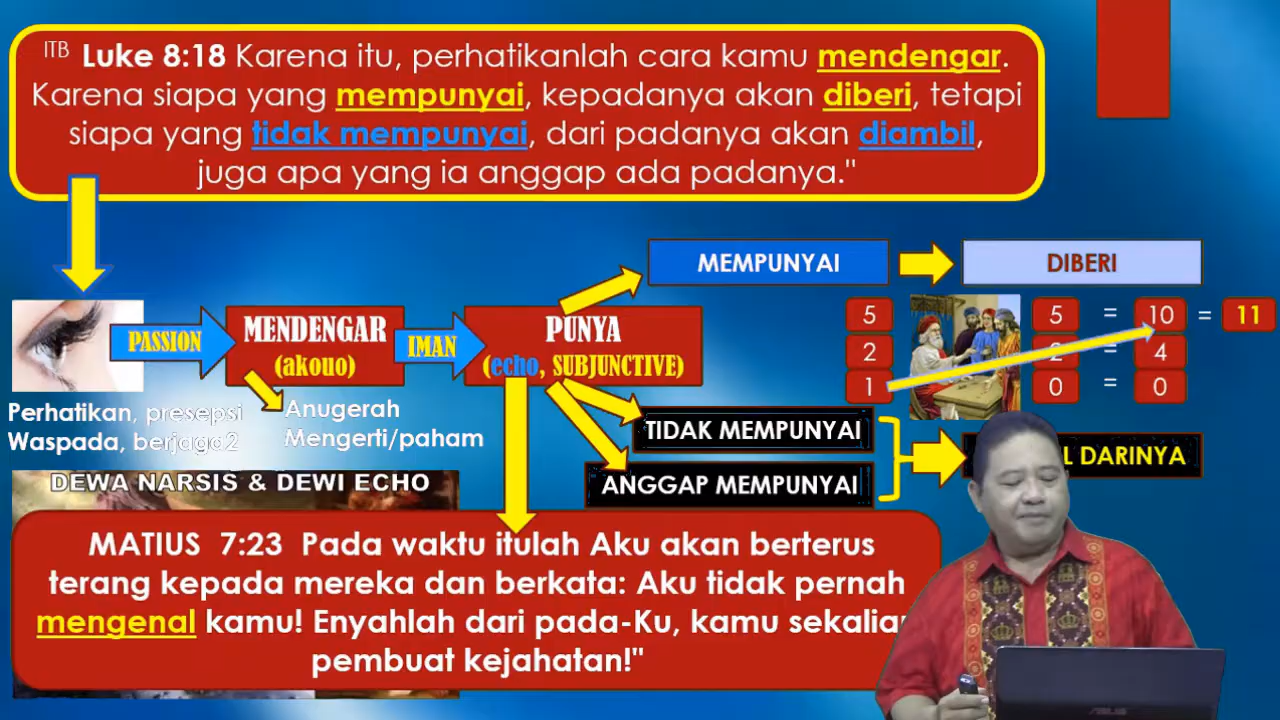 ITB Luke 8:18 Karena itu, perhatikanlah cara kamu mendengar.
Karena siapa yang mempunyai, kepadanya akan diberi, tetapi
siapa yang tidak mempunyai, dari padanya akan diambil,
juga apa yang ia anggap ada padanya."
MEMPUNYAI
DIBERI
PASSION
MENDENGAR
(akouo)
IMAN
PUNYA
(echo, SUBJUNCTIVE)
5
5 = 10 = 11
2
2 = 4
1
0 = 0
Perhatikan, presepsi
Waspada, berjaga2
Anugerah
Mengerti/paham
TIDAK MEMPUNYAI
ANGGAP MEMPUNYAI
DARINYA
DEWA NARSIS & DEWI ECHO
MATIUS 7:23 Pada waktu itulah Aku akan berterus
terang kepada mereka dan berkata: Aku tidak pernah
mengenal kamu! Enyahlah dari pada-Ku, kamu sekalian
pembuat kejahatan!"
ASUS